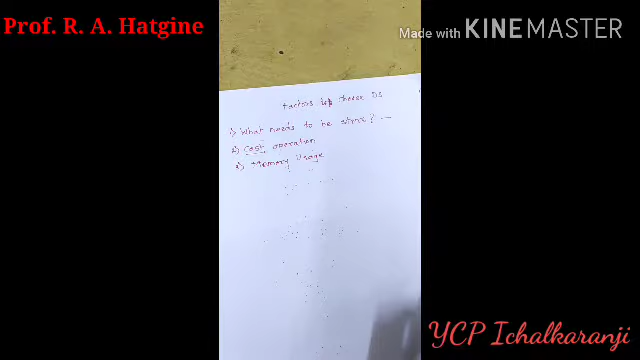 Prof. R. A. Hatgine
Made with KINEMASTER
Factors to choose DS
1) What needs to be store? —
2) Cost operation
3) Memory Usage
YCP Ichalkaranji